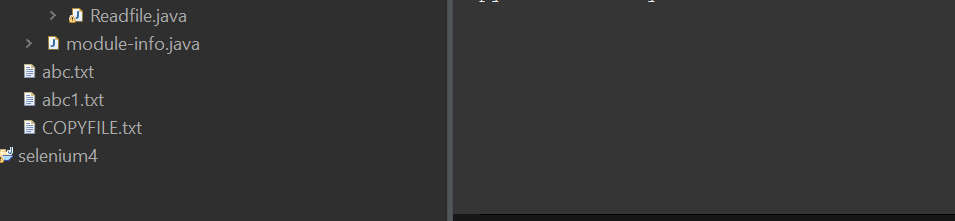 Readfile.java
module-info.java
abc.txt
abc1.txt
COPYFILE.txt
selenium4